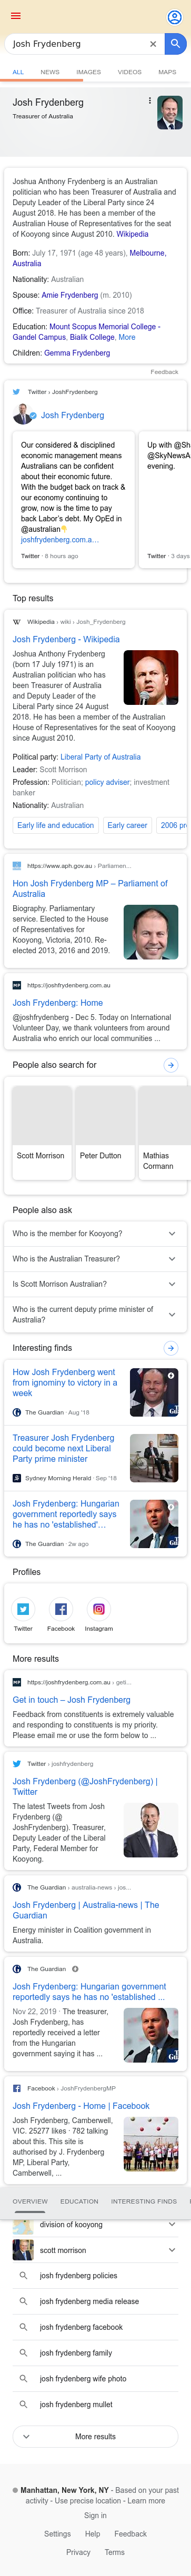 Josh Frydenberg
ALL NEWS IMAGES VIDEOS MAPS
Josh Frydenberg
Treasurer of Australia
Joshua Anthony Frydenberg is an Australian
politician who has been Treasurer of Australia and
Deputy Leader of the Liberal Party since 24
August 2018. He has been a member of the
Australian House of Representatives for the seat
of Kooyong since August 2010. Wikipedia
Born: July 17, 1971 (age 48 years), Melbourne,
Australia
Nationality: Australian
Spouse: Amie Frydenberg (m. 2010)
Office: Treasurer of Australia since 2018
Education: Mount Scopus Memorial College -
Gandel Campus, Bialik College, More
Children: Gemma Frydenberg
Feedback
Twitter › JoshFrydenberg
Josh Frydenberg
Our considered & disciplined
economic management means
Australians can be confident
about their economic future.
With the budget back on track &
our economy continuing to
grow, now is the time to pay
back Labor's debt. My OpEd in
@australian👇
joshfrydenberg.com.a…
Twitter · 8 hours ago
Up with @Sh
@SkyNewsA
evening.
Twitter · 3 days
Top results
Wikipedia › wiki › Josh_Frydenberg
Josh Frydenberg - Wikipedia
Joshua Anthony Frydenberg
(born 17 July 1971) is an
Australian politician who has
been Treasurer of Australia
and Deputy Leader of the
Liberal Party since 24 August
2018. He has been a member of the Australian
House of Representatives for the seat of Kooyong
since August 2010.
Political party: Liberal Party of Australia
Leader: Scott Morrison
Profession: Politician; policy adviser; investment
banker
Nationality: Australian
Early life and education
Early career
2006 pr
https://www.aph.gov.au › Parliamen...
Hon Josh Frydenberg MP – Parliament of
Australia
Biography. Parliamentary
service. Elected to the House
of Representatives for
Kooyong, Victoria, 2010. Re-
elected 2013, 2016 and 2019.
https://joshfrydenberg.com.au
Josh Frydenberg: Home
@joshfrydenberg - Dec 5. Today on International
Volunteer Day, we thank volunteers from around
Australia who enrich our local communities ...
People also search for
Scott Morrison
Peter Dutton
Mathias
Cormann
People also ask
Who is the member for Kooyong?
Who is the Australian Treasurer?
Is Scott Morrison Australian?
Who is the current deputy prime minister of
Australia?
Interesting finds
How Josh Frydenberg went
from ignominy to victory in a
week
The Guardian · Aug '18
Treasurer Josh Frydenberg
could become next Liberal
Party prime minister
Sydney Morning Herald · Sep '18
Josh Frydenberg: Hungarian
government reportedly says
he has no 'established'…
The Guardian · 2w ago
Profiles
Twitter
Facebook
Instagram
More results
https://joshfrydenberg.com.au › geti...
Get in touch – Josh Frydenberg
Feedback from constituents is extremely valuable
and responding to constituents is my priority.
Please email me or use the form below to ...
Twitter › joshfrydenberg
Josh Frydenberg (@JoshFrydenberg) |
Twitter
The latest Tweets from Josh
Frydenberg (@
JoshFrydenberg). Treasurer,
Deputy Leader of the Liberal
Party, Federal Member for
Kooyong.
The Guardian › australia-news › jos...
Josh Frydenberg | Australia-news | The
Guardian
Energy minister in Coalition government in
Australia.
The Guardian
Josh Frydenberg: Hungarian government
reportedly says he has no 'established ...
Nov 22, 2019 · The treasurer,
Josh Frydenberg, has
reportedly received a letter
from the Hungarian
government saying it has ...
Facebook › JoshFrydenbergMP
Josh Frydenberg - Home | Facebook
Josh Frydenberg, Camberwell,
VIC. 25277 likes · 782 talking
about this. This site is
authorised by J. Frydenberg
MP, Liberal Party,
Camberwell, ...
OVERVIEW EDUCATION INTERESTING FINDS
division of kooyong
scott morrison
josh frydenberg policies
josh frydenberg media release
josh frydenberg facebook
josh frydenberg family
josh frydenberg wife photo
josh frydenberg mullet
More results
Manhattan, New York, NY - Based on your past
activity - Use precise location - Learn more
Sign in
Settings Help Feedback
Privacy Terms